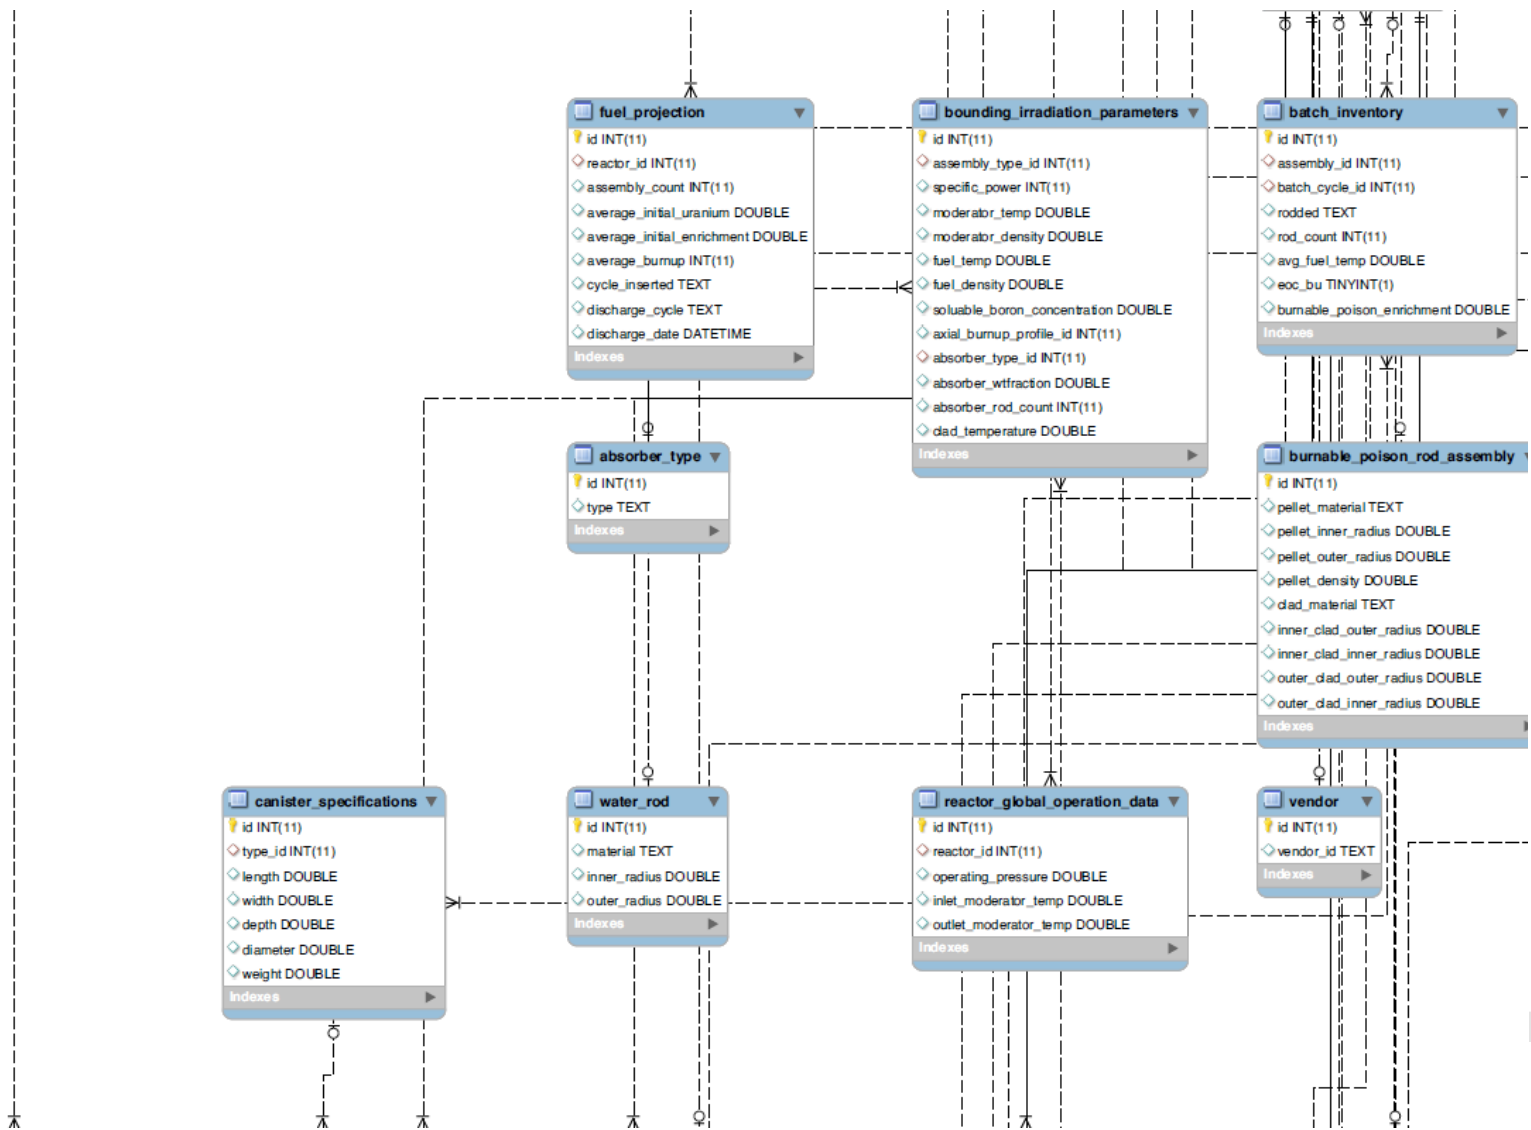 fuel_projection
id INT(11)
reactor_id INT(11)
assembly_count INT(11)
average_initial_uranium DOUBLE
average_initial_enrichment DOUBLE
average_burnup INT(11)
cycle_inserted TEXT
discharge_cycle TEXT
discharge_date DATETIME
Indexes
bounding_irradiation_parameters
id INT(11)
assembly_type_id INT(11)
specific_power INT(11)
moderator_temp DOUBLE
moderator_density DOUBLE
fuel_temp DOUBLE
fuel_density DOUBLE
soluable_boron_concentration DOUBLE
axial_burnup_profile_id INT(11)
absorber_type_id INT(11)
absorber_wtfraction DOUBLE
absorber_rod_count INT(11)
clad_temperature DOUBLE
Indexes
batch_inventory
id INT(11)
assembly_id INT(11)
batch_cycle_id INT(11)
rodded TEXT
rod_count INT(11)
avg_fuel_temp DOUBLE
eoc_bu TINYINT(1)
burnable_poison_enrichment DOUBLE
Indexes
absorber_type
id INT(11)
type TEXT
Indexes
burnable_poison_rod_assembly
id INT(11)
pellet_material TEXT
pellet_inner_radius DOUBLE
pellet_outer_radius DOUBLE
pellet_density DOUBLE
clad_material TEXT
inner_clad_outer_radius DOUBLE
inner_clad_inner_radius DOUBLE
outer_clad_outer_radius DOUBLE
outer_clad_inner_radius DOUBLE
Indexes
canister_specifications
id INT(11)
type_id INT(11)
length DOUBLE
width DOUBLE
depth DOUBLE
diameter DOUBLE
weight DOUBLE
Indexes
water_rod
id INT(11)
material TEXT
inner_radius DOUBLE
outer_radius DOUBLE
Indexes
reactor_global_operation_data
id INT(11)
reactor_id INT(11)
operating_pressure DOUBLE
inlet_moderator_temp DOUBLE
outlet_moderator_temp DOUBLE
Indexes
vendor
id INT(11)
vendor_id TEXT
Indexes